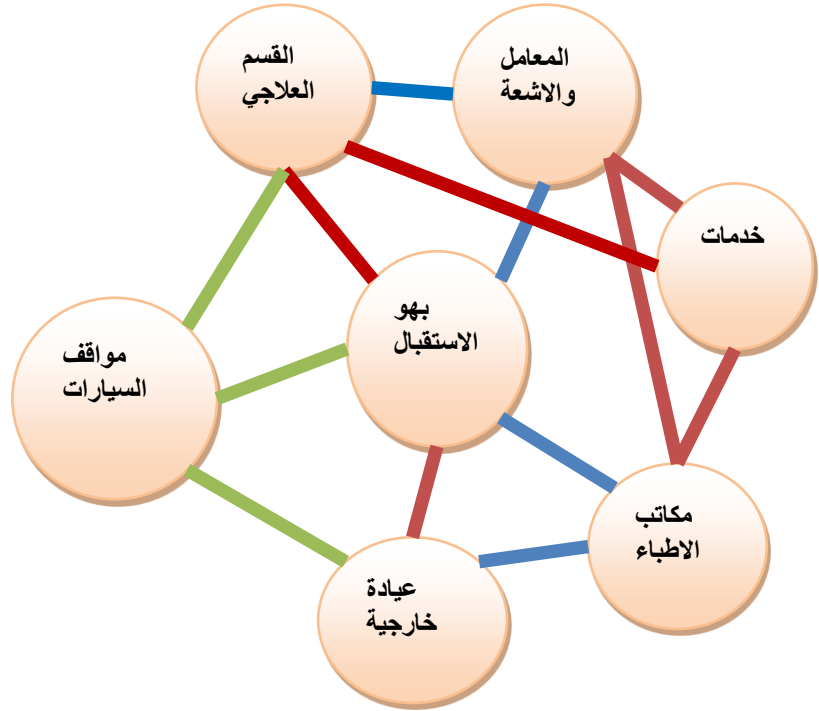 القسم
العلاجي
المعامل
والاشعة
خدمات
بهو
الاستقبال
مواقف
السيارات
مكاتب
الاطباء
عيادة
خارجية